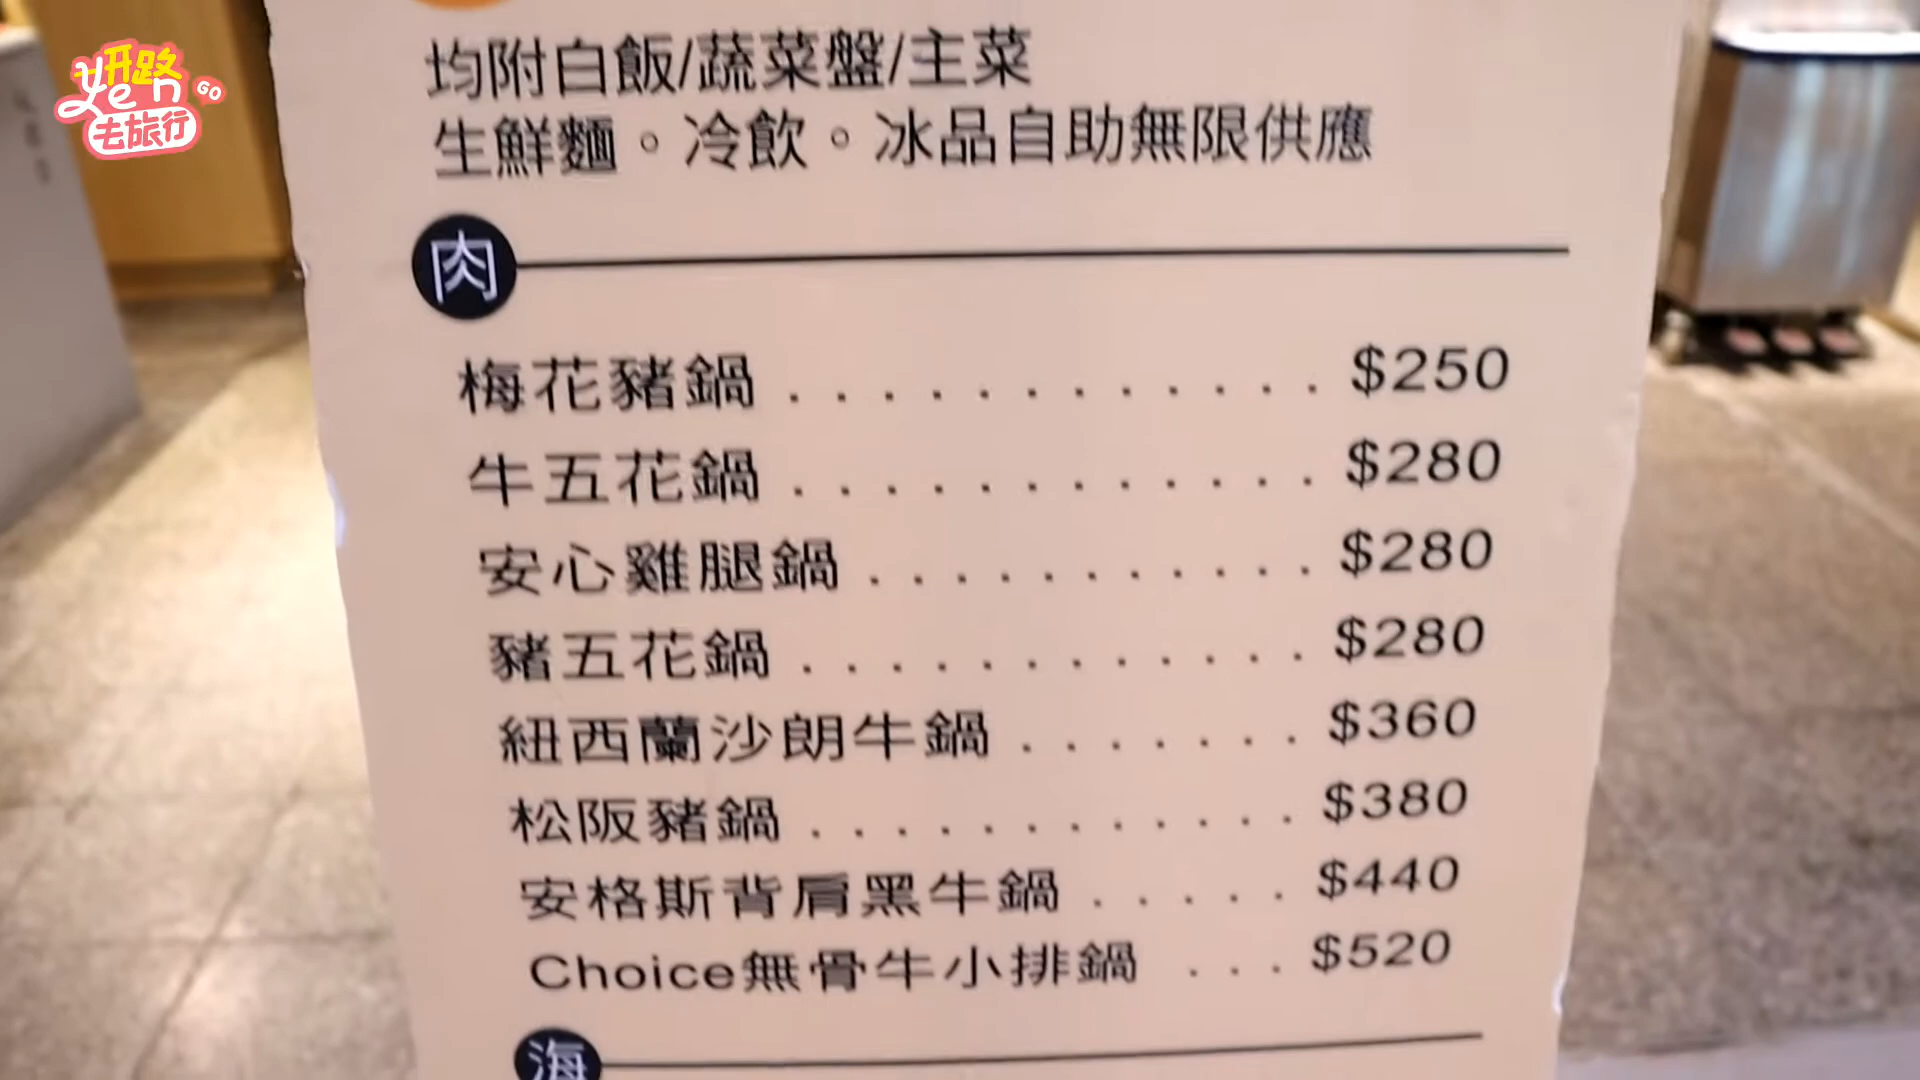 研路
Yen GO
去旅行
均附白飯/蔬菜盤/主菜
生鮮麵。冷飲。冰品自助無限供應
肉
梅花豬鍋 . . . . . . . . . . . . $250
牛五花鍋 . . . . . . . . . . . . $280
安心雞腿鍋 . . . . . . . . . . . $280
豬五花鍋 . . . . . . . . . . . . $280
紐西蘭沙朗牛鍋 . . . . . . . $360
松阪豬鍋 . . . . . . . . . . . . $380
安格斯背肩黑牛鍋 . . . . . $440
Choice無骨牛小排鍋 . . . $520
海